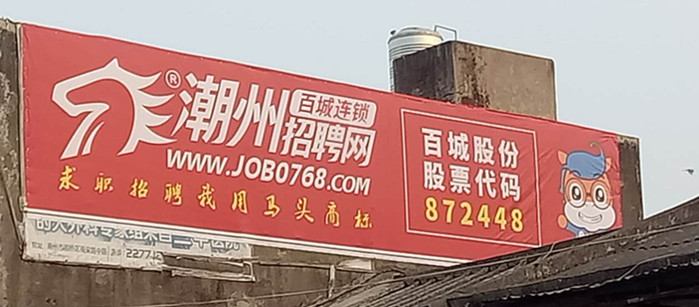 ®
潮州 百城连锁
招聘网
WWW.JOB0768.COM
求职招聘我用马头商标
百城股份
股票代码
872448